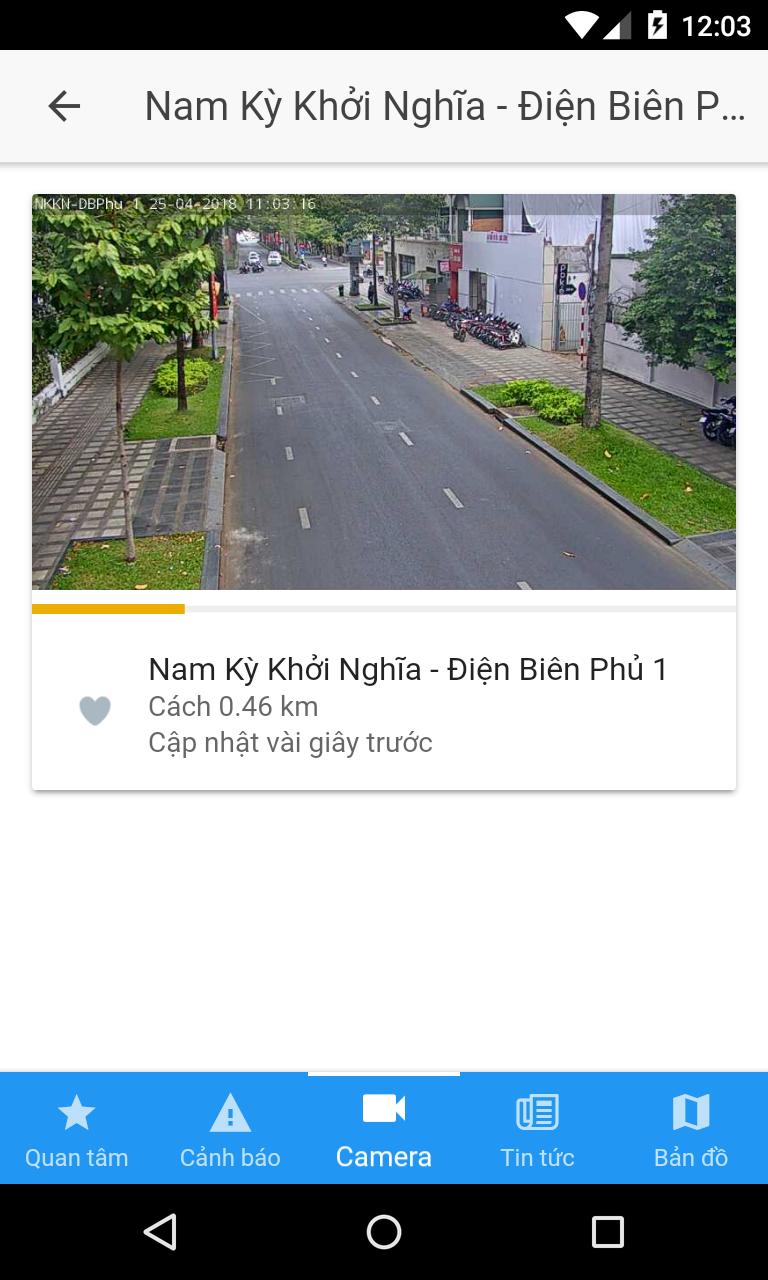 12:03
Nam Kỳ Khởi Nghĩa - Điện Biên P...
NKKN-DBPhu 1 25-04-2018 11:03:16
Nam Kỳ Khởi Nghĩa - Điện Biên Phủ 1
Cách 0.46 km
Cập nhật vài giây trước
Quan tâm
Cảnh báo
Camera
Tin tức
Bản đồ